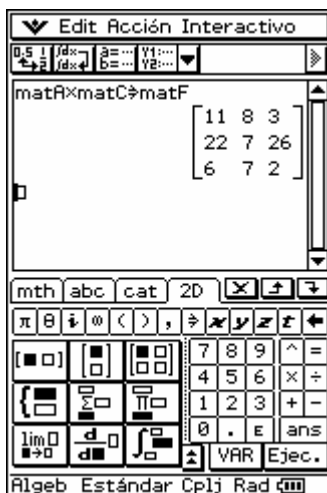 Edit Acción Interactivo
matA×matC⇒matF
11 8 3
22 7 26
6 7 2
mth abc cat 2D
π θ i ∞ ( ) , ⇒ x y z t ←
7 8 9 ^ =
4 5 6 × ÷
1 2 3 + -
0 . E ans
lim Σ Π d/d ∫
VAR Ejec.
Algeb Estándar Cplj Rad